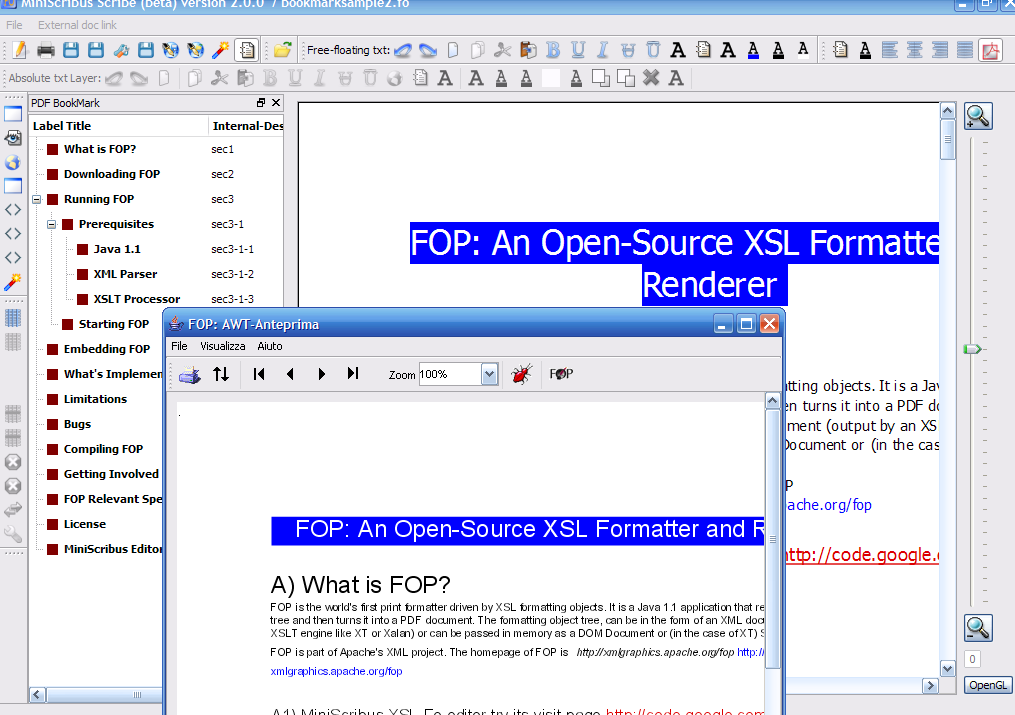 MiniScribus Scribe (beta) version 2.0.0 / bookmarksample2.fo
File External doc link
Free-floating txt:
Absolute txt Layer:
PDF BookMark
Label Title Internal-Des
What is FOP? sec1
Downloading FOP sec2
Running FOP sec3
Prerequisites sec3-1
Java 1.1 sec3-1-1
XML Parser sec3-1-2
XSLT Processor sec3-1-3
Starting FOP
Embedding FOP
What's Implemen
Limitations
Bugs
Compiling FOP
Getting Involved
FOP Relevant Spe
License
MiniScribus Editor
FOP: An Open-Source XSL Formatte
Renderer
tting objects. It is a Jav
en turns it into a PDF do
ment (output by an XS
Document or (in the cas
P
ache.org/fop
http://code.google.
0
OpenGL
FOP: AWT-Anteprima
File Visualizza Aiuto
Zoom 100% FOP
FOP: An Open-Source XSL Formatter and R
A) What is FOP?
FOP is the world's first print formatter driven by XSL formatting objects. It is a Java 1.1 application that re
tree and then turns it into a PDF document. The formatting object tree, can be in the form of an XML doc
XSLT engine like XT or Xalan) or can be passed in memory as a DOM Document or (in the case of XT) S
FOP is part of Apache's XML project. The homepage of FOP is http://xmlgraphics.apache.org/fop http://
xmlgraphics.apache.org/fop
A1) MiniScribus XSL-Fo editor try its visit page http://code.google.com